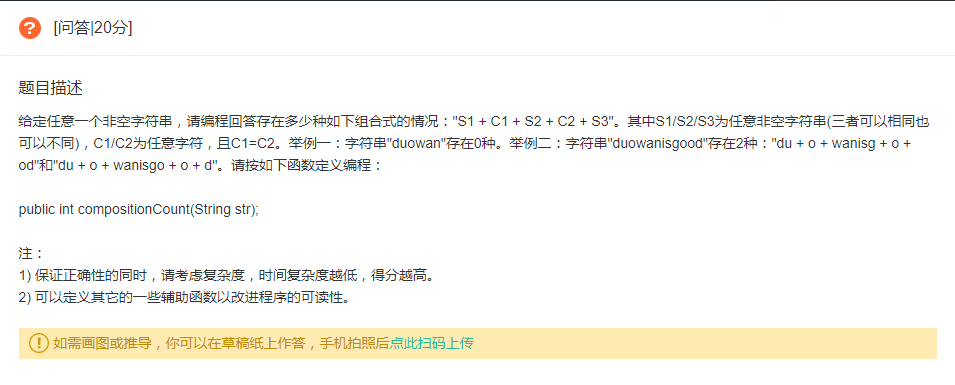 ?
[问答|20分]
题目描述
给定任意一个非空字符串，请编程回答存在多少种如下组合式的情况："S1 + C1 + S2 + C2 + S3"。其中S1/S2/S3为任意非空字符串(三者可以相同也
可以不同)，C1/C2为任意字符，且C1=C2。举例一：字符串"duowan"存在0种。举例二：字符串"duowanisgood"存在2种："du + o + wanisg + o +
od"和"du + o + wanisgo + o + d"。请按如下函数定义编程：
public int compositionCount(String str);
注：
1) 保证正确性的同时，请考虑复杂度，时间复杂度越低，得分越高。
2) 可以定义其它的一些辅助函数以改进程序的可读性。
! 如需画图或推导，你可以在草稿纸上作答，手机拍照后点此扫码上传